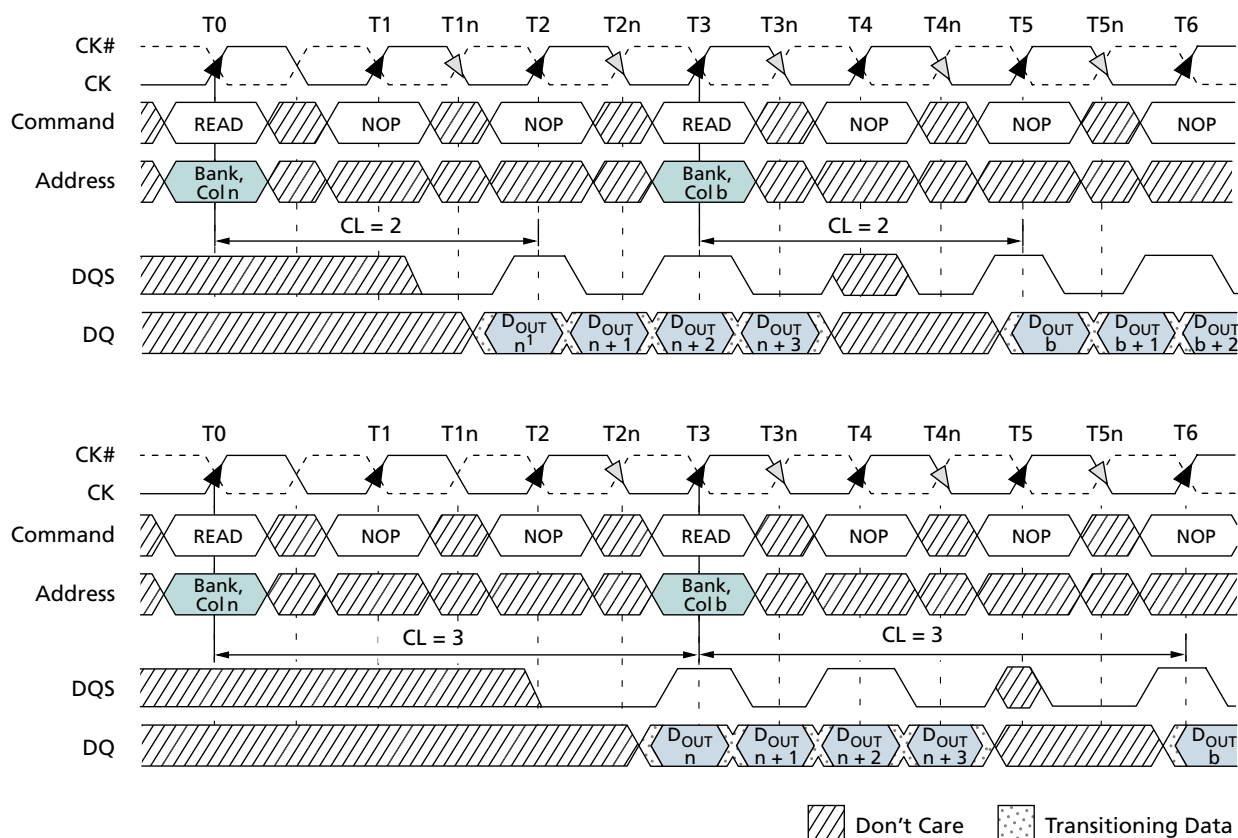 T0 T1 T1n T2 T2n T3 T3n T4 T4n T5 T5n T6
CK#
CK
Command READ NOP NOP READ NOP NOP NOP
Address Bank, Col n Bank, Col b
CL = 2 CL = 2
DQS
DQ DOUT n1 DOUT n + 1 DOUT n + 2 DOUT n + 3 DOUT b DOUT b + 1 DOUT b + 2
T0 T1 T1n T2 T2n T3 T3n T4 T4n T5 T5n T6
CK#
CK
Command READ NOP NOP READ NOP NOP NOP
Address Bank, Col n Bank, Col b
CL = 3 CL = 3
DQS
DQ DOUT n DOUT n + 1 DOUT n + 2 DOUT n + 3 DOUT b
Don't Care Transitioning Data